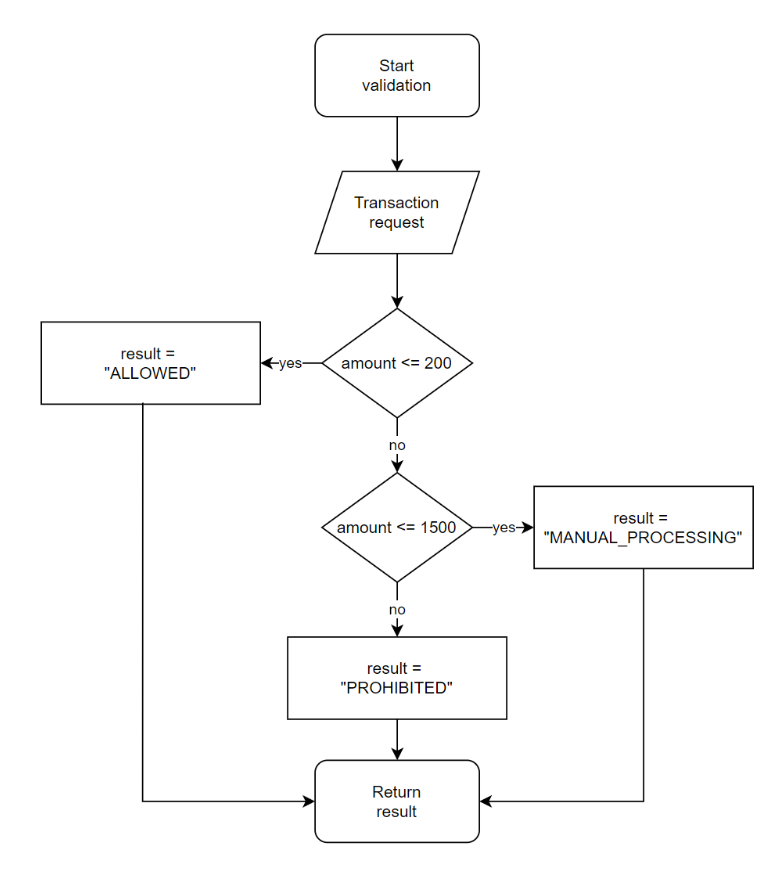 Start
validation
Transaction
request
amount <= 200
yes
result =
"ALLOWED"
no
amount <= 1500
yes
result =
"MANUAL_PROCESSING"
no
result =
"PROHIBITED"
Return
result